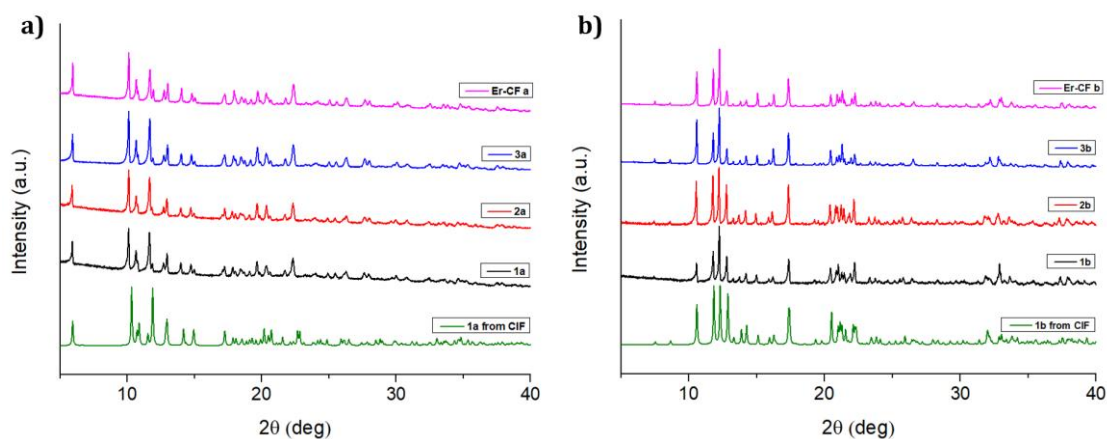 a)
Er-CF a
3a
2a
1a
1a from CIF
Intensity (a.u.)
10 20 30 40
2θ (deg)
b)
Er-CF b
3b
2b
1b
1b from CIF
Intensity (a.u.)
10 20 30 40
2θ (deg)